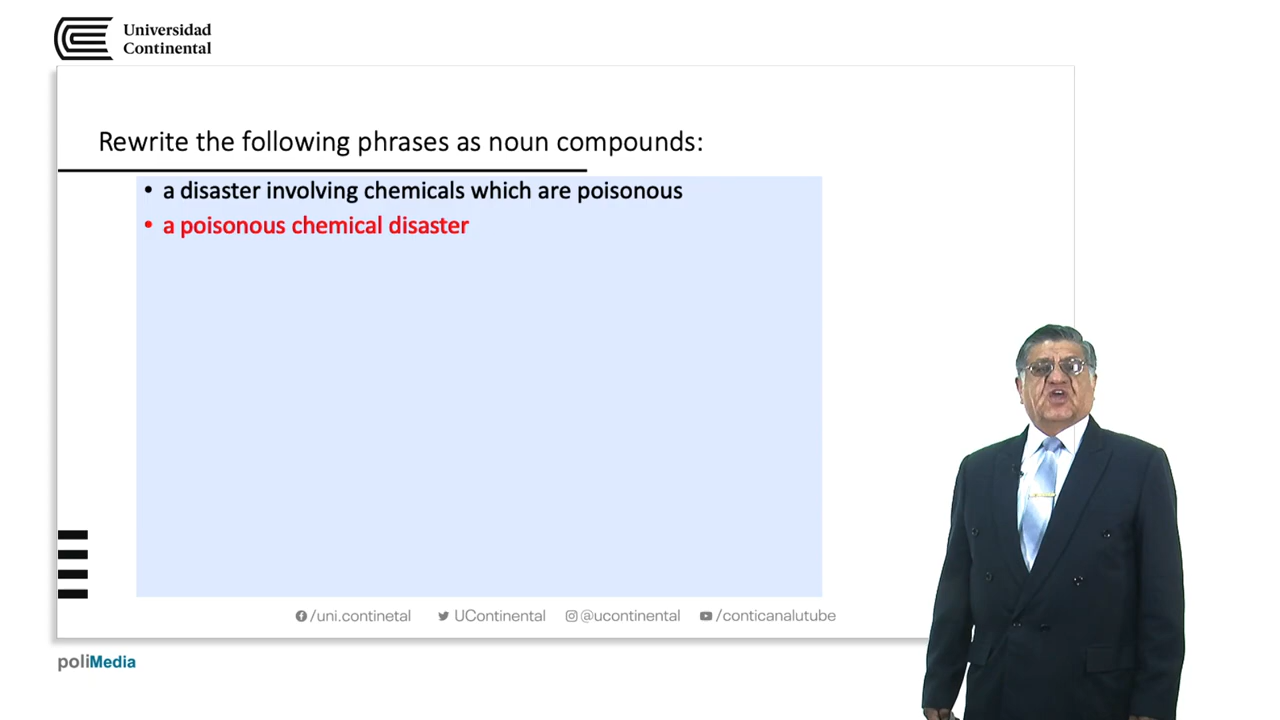 Universidad
Continental
Rewrite the following phrases as noun compounds:
• a disaster involving chemicals which are poisonous
• a poisonous chemical disaster
/uni.continetal UContinental @ucontinental /conticanalutube
poliMedia